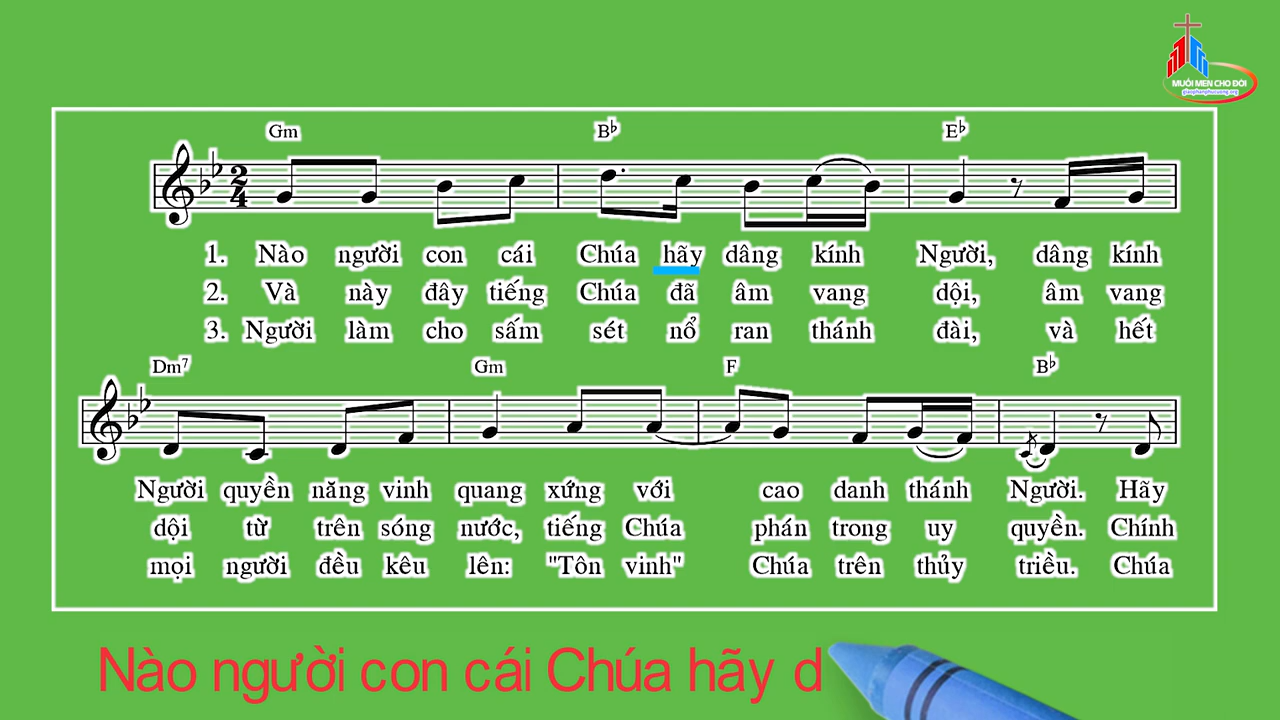 MUỐI MEN CHO ĐỜI
giaophanphucuong.org
Gm B♭ E♭
2
4
1. Nào người con cái Chúa hãy dâng kính Người, dâng kính
2. Và này đây tiếng Chúa đã âm vang dội, âm vang
3. Người làm cho sấm sét nổ ran thánh đài, và hết
Dm7 Gm F B♭
Người quyền năng vinh quang xứng với cao danh thánh Người. Hãy
dội từ trên sóng nước, tiếng Chúa phán trong uy quyền. Chính
mọi người đều kêu lên: "Tôn vinh" Chúa trên thủy triều. Chúa
Nào người con cái Chúa hãy d